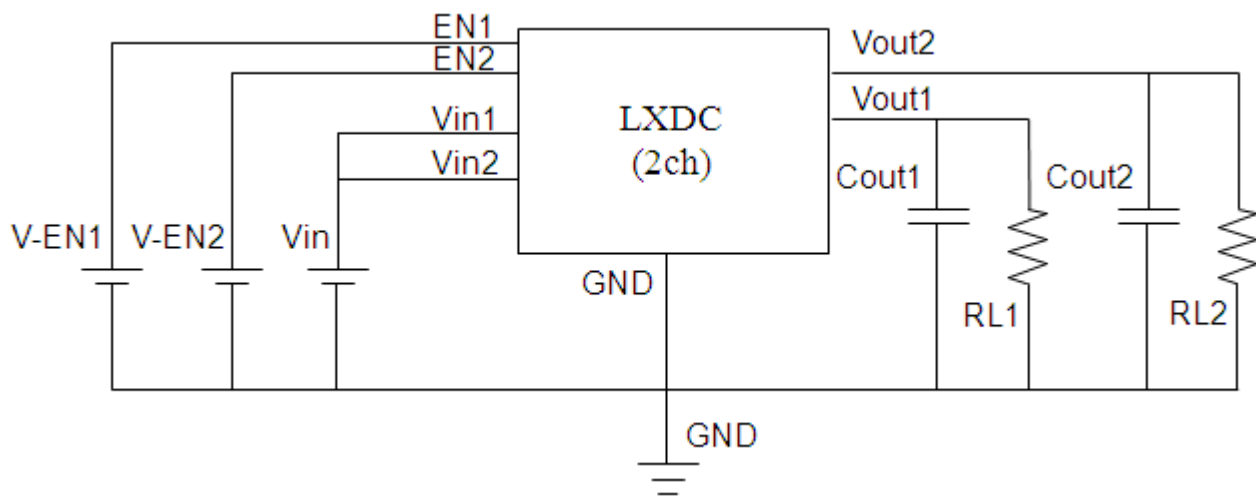 EN1
EN2
Vin1
Vin2
V-EN1
V-EN2
Vin
LXDC
(2ch)
GND
Vout2
Vout1
Cout1
Cout2
RL1
RL2
GND